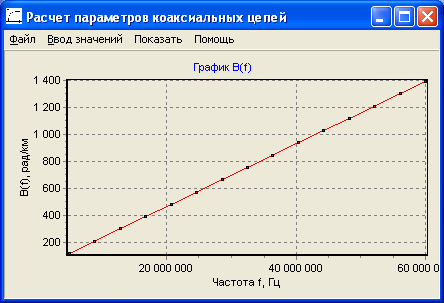 Расчет параметров коаксиальных цепей
Файл Ввод значений Показать Помощь
График B(f)
B(f), рад/км
1 400
1 200
1 000
800
600
400
200
20 000 000 40 000 000 60 000 0
Частота f, Гц